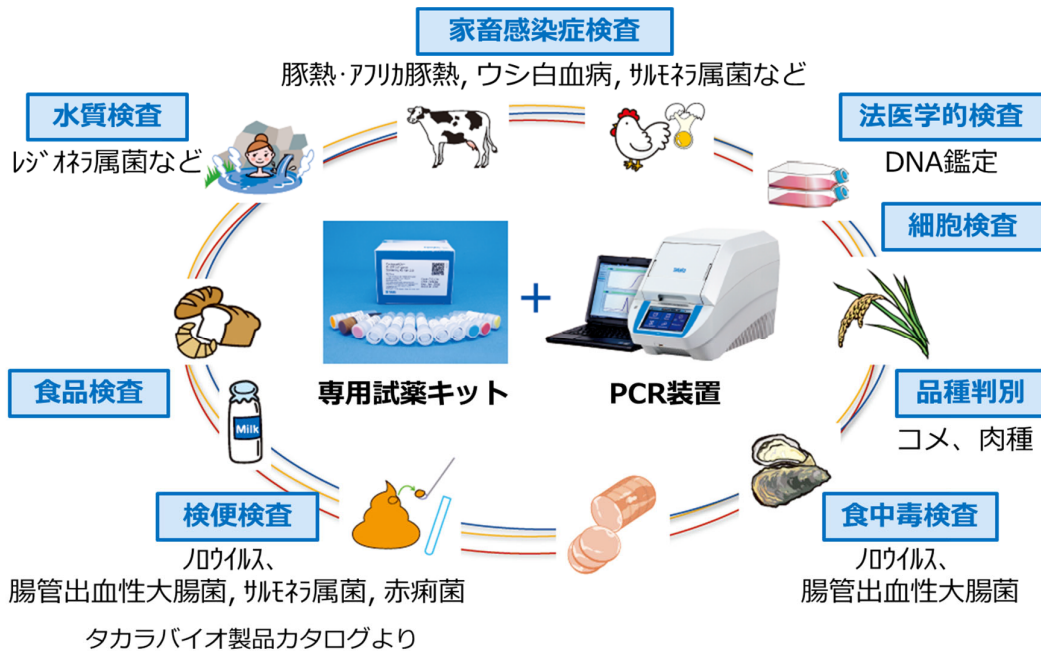 家畜感染症検査
豚熱･ｱﾌﾘｶ豚熱, ウシ白血病, ｻﾙﾓﾈﾗ属菌など
水質検査
ﾚｼﾞｵﾈﾗ属菌など
法医学的検査
DNA鑑定
細胞検査
専用試薬キット
+
PCR装置
食品検査
Milk
品種判別
コメ、肉種
検便検査
ﾉﾛｳｲﾙｽ、
腸管出血性大腸菌, ｻﾙﾓﾈﾗ属菌, 赤痢菌
食中毒検査
ﾉﾛｳｲﾙｽ、
腸管出血性大腸菌
タカラバイオ製品カタログより